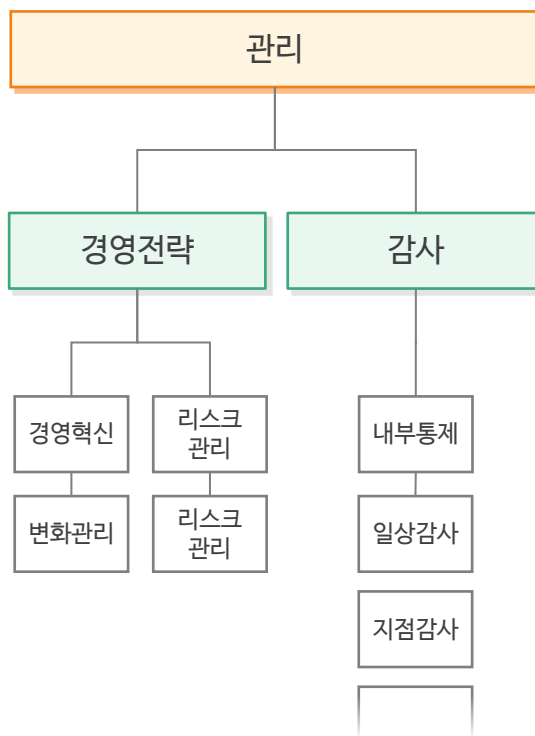 관리
경영전략
감사
경영혁신
리스크
관리
내부통제
변화관리
리스크
관리
일상감사
지점감사